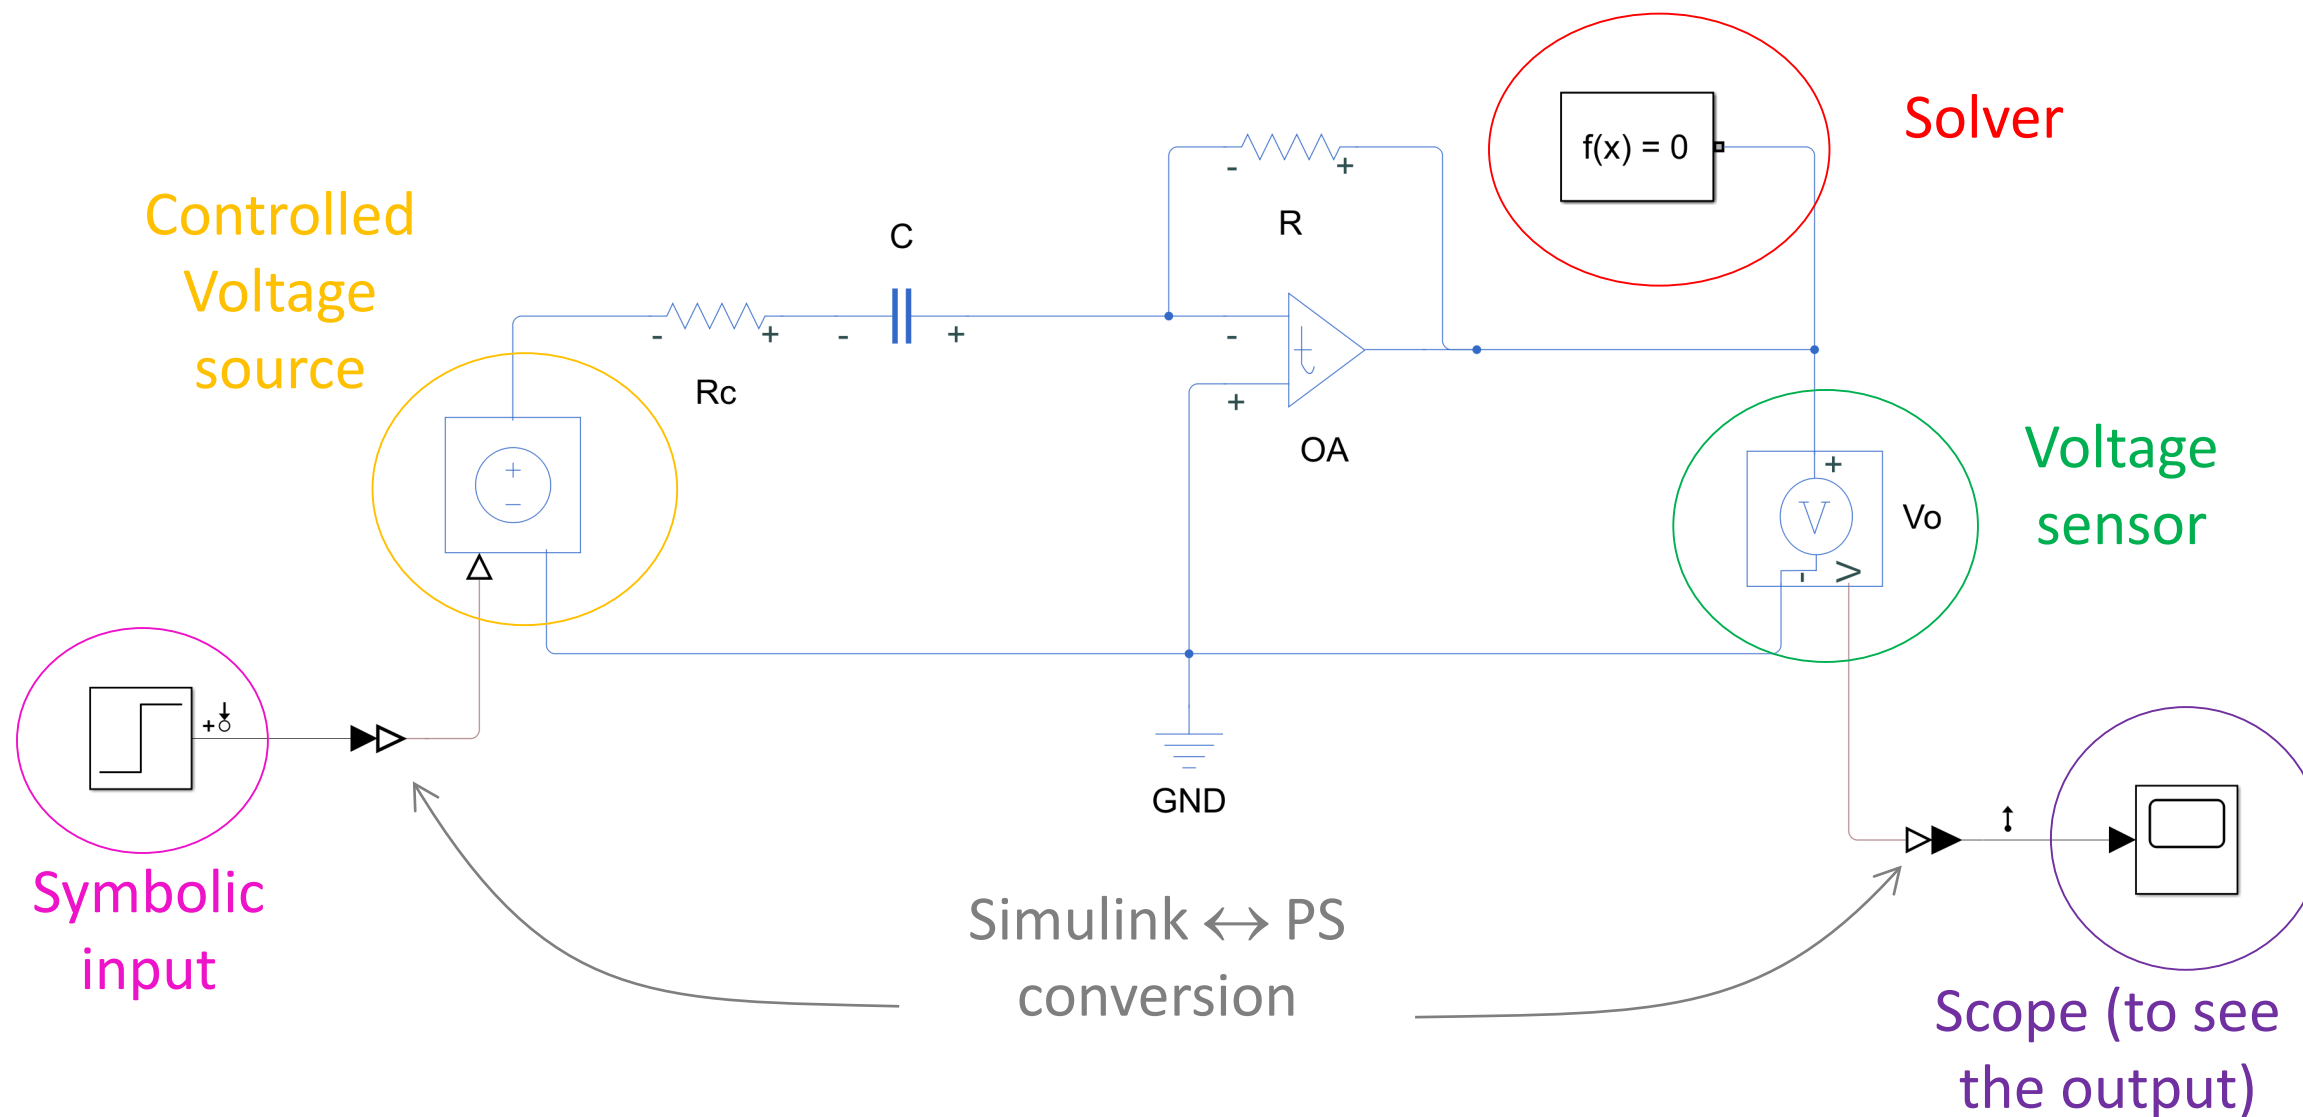 Solver
f(x) = 0
- +
R
Controlled
Voltage
source
C
- + - +
Rc
-
+
OA
+
-
Voltage
sensor
+
V
Vo
- >
+
GND
Symbolic
input
Simulink ↔ PS
conversion
Scope (to see
the output)